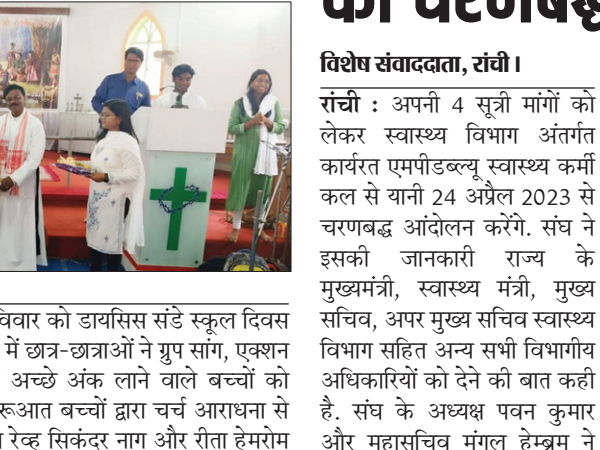 विवार को डायसिस संडे स्कूल दिवस
में छात्र-छात्राओं ने ग्रुप सांग, एक्शन
अच्छे अंक लाने वाले बच्चों को
रूआत बच्चों द्वारा चर्च आराधना से
रेव्ह सिकंदर नाग और रीता हेमरोम
को चरणबद्ध
विशेष संवाददाता, रांची।
रांची : अपनी 4 सूत्री मांगों को
लेकर स्वास्थ्य विभाग अंतर्गत
कार्यरत एमपीडब्ल्यू स्वास्थ्य कर्मी
कल से यानी 24 अप्रैल 2023 से
चरणबद्ध आंदोलन करेंगे. संघ ने
इसकी जानकारी राज्य के
मुख्यमंत्री, स्वास्थ्य मंत्री, मुख्य
सचिव, अपर मुख्य सचिव स्वास्थ्य
विभाग सहित अन्य सभी विभागीय
अधिकारियों को देने की बात कही
है. संघ के अध्यक्ष पवन कुमार
और महासचिव मंगल हेम्ब्रम ने